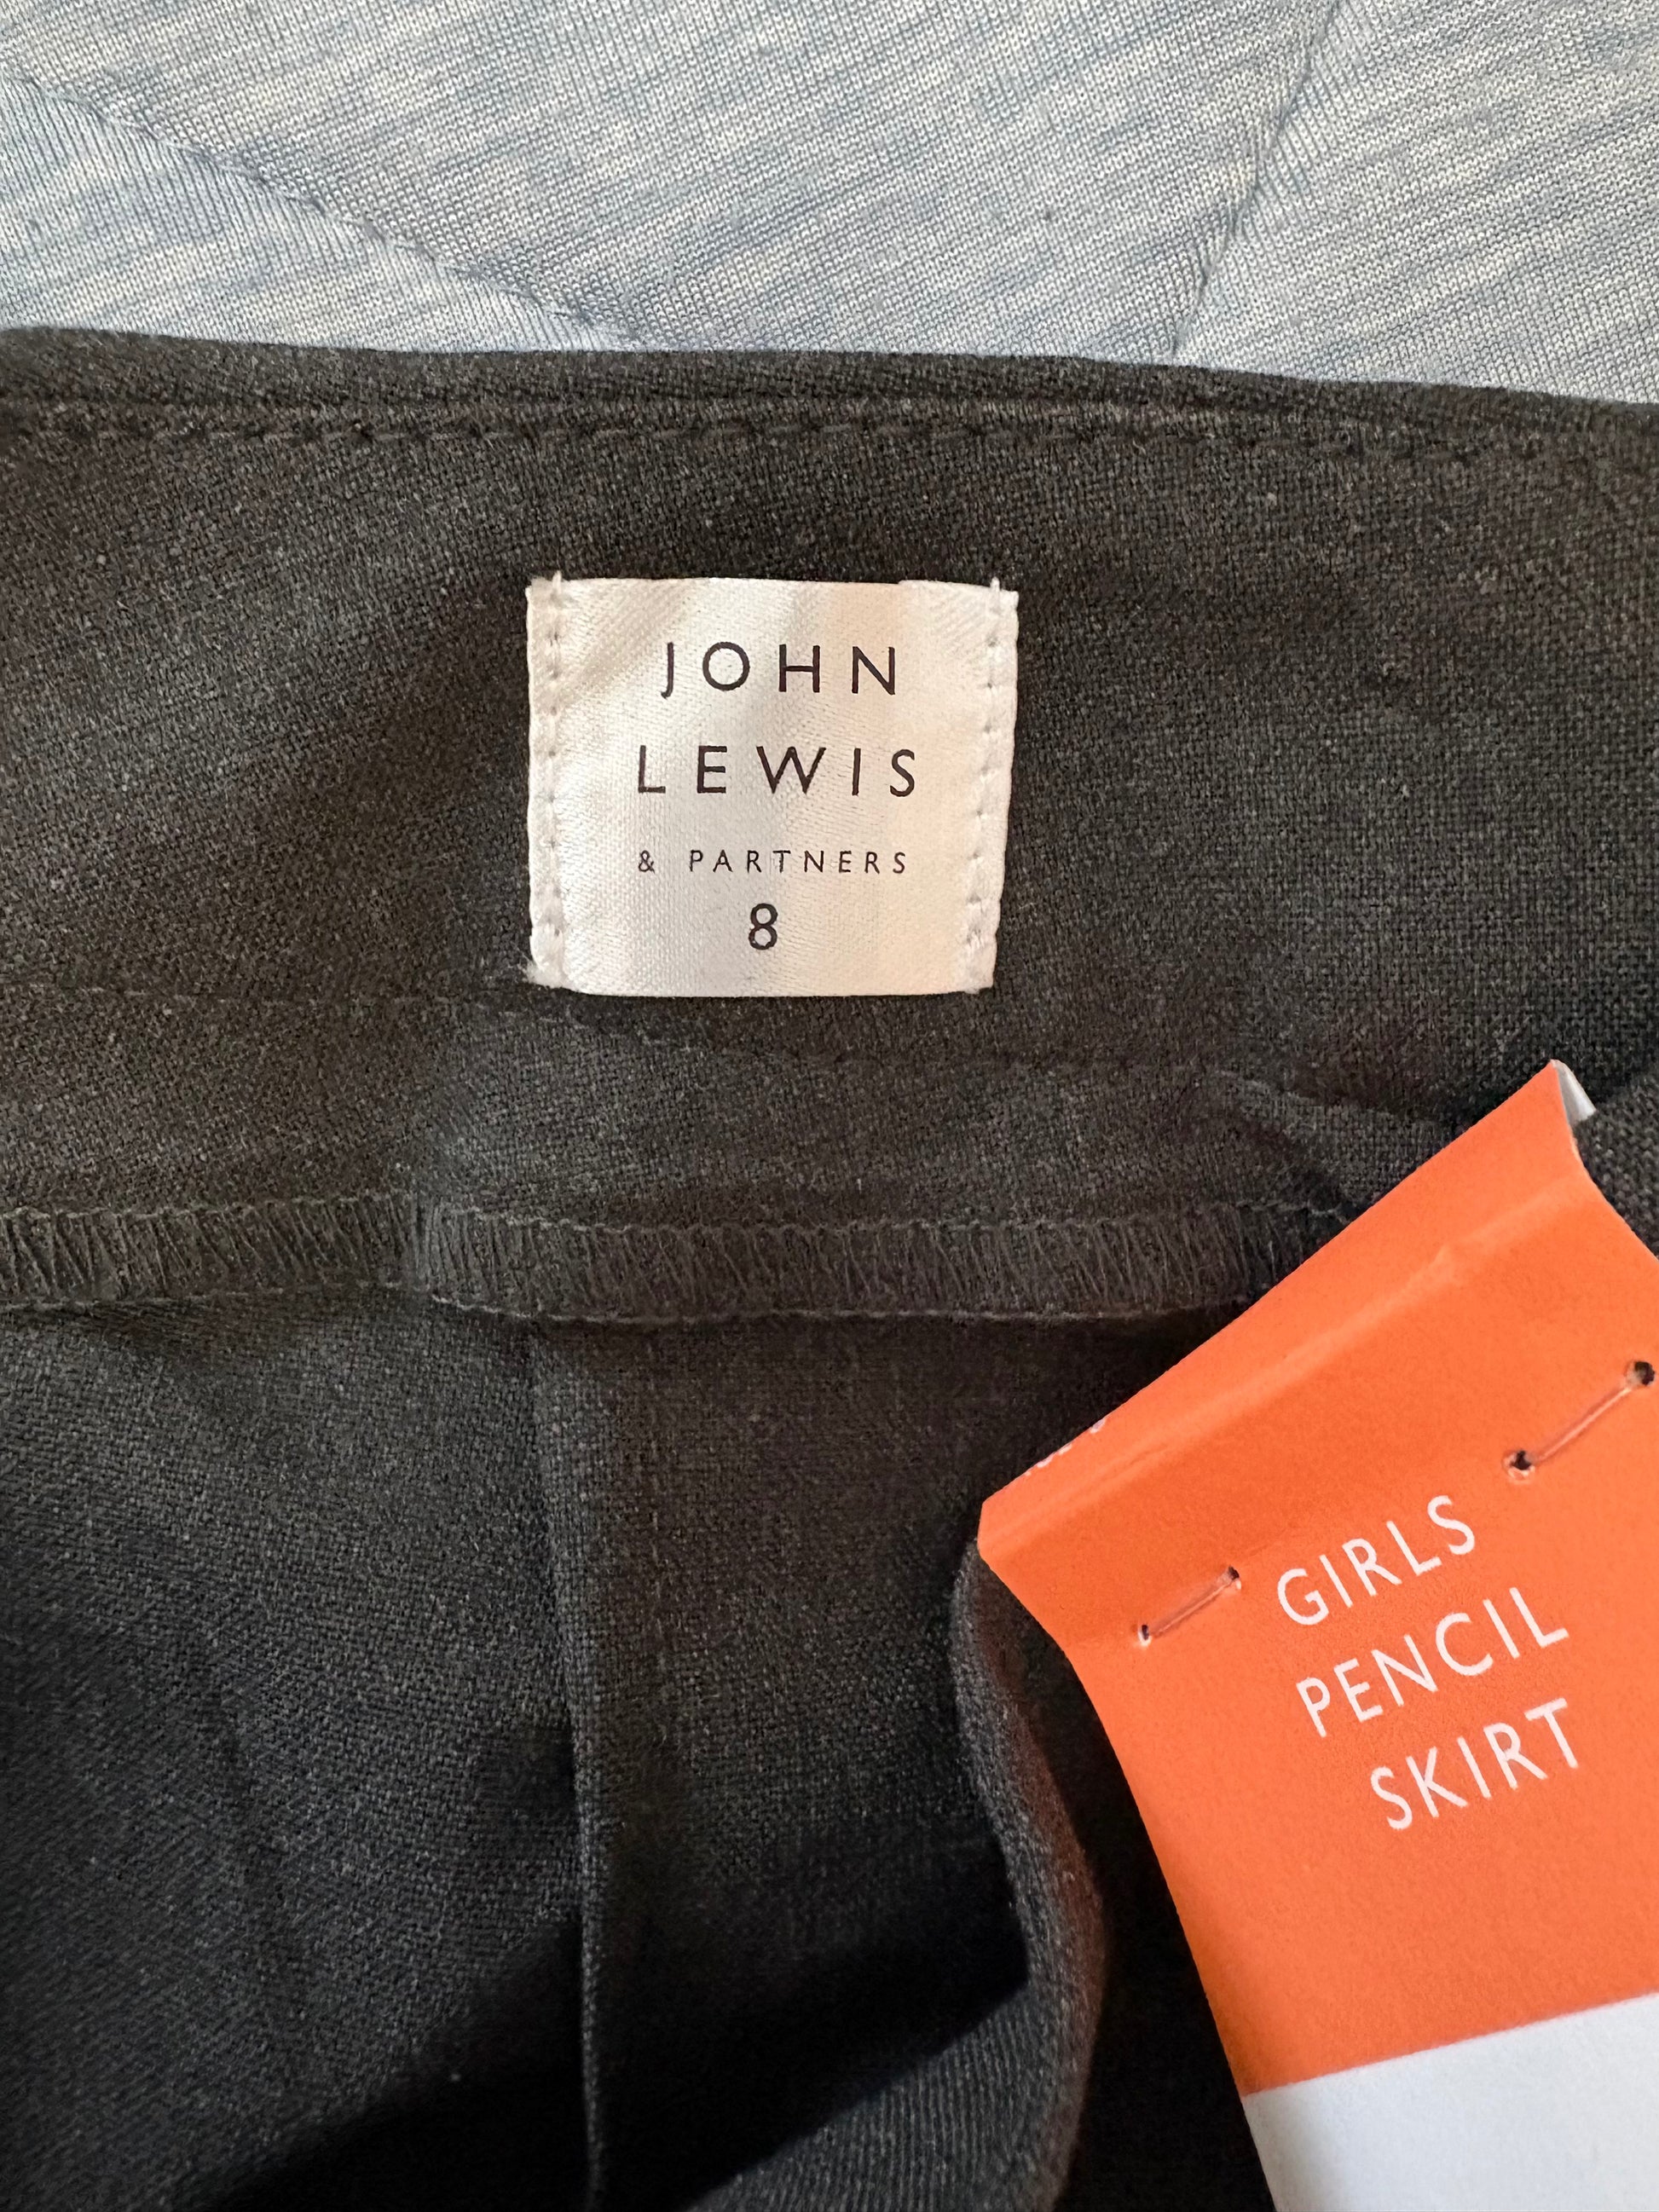 JOHN
LEWIS
& PARTNERS
8
GIRLS
PENCIL
SKIRT